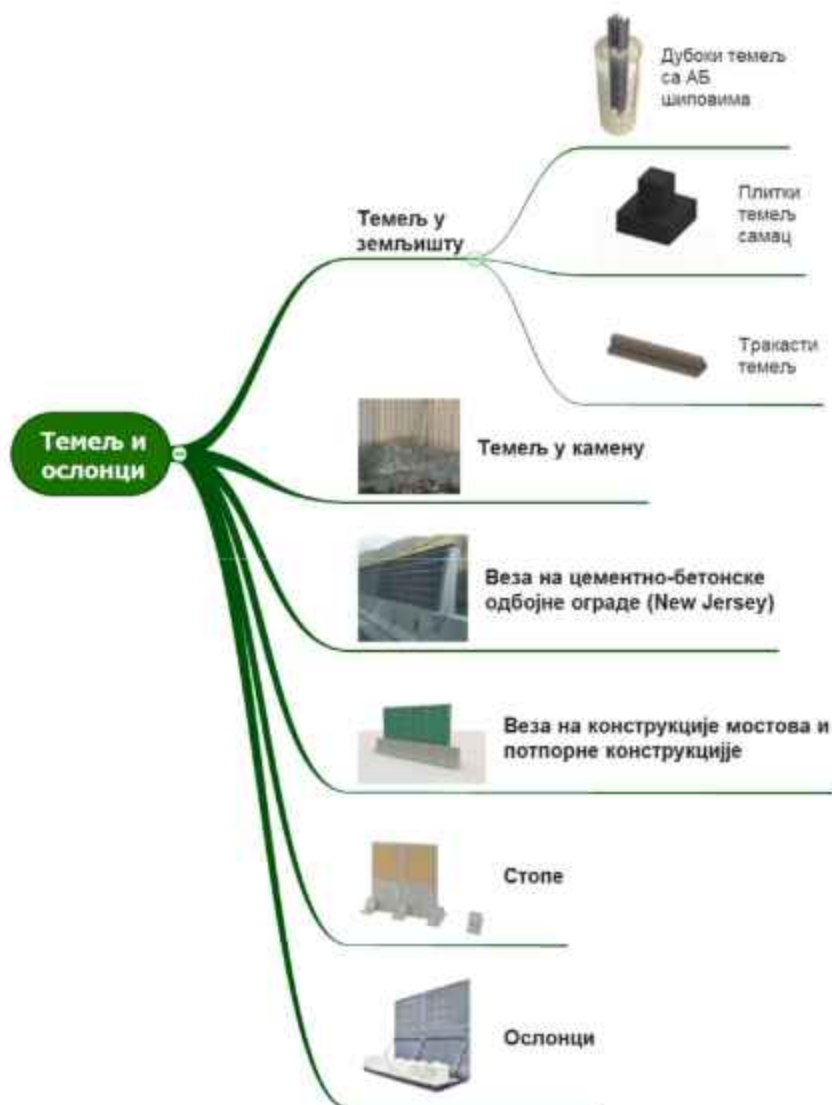 Дубоки темељ
са АБ
шиповима
Плитки
темељ
самац
Темељ у
земљишту
Тракасти
темељ
Темељ и
ослонци
Темељ у камену
Веза на цементно-бетонске
одбојне ограде (New Jersey)
Веза на конструкције мостова и
потпорне конструкцијје
Стопе
Ослонци